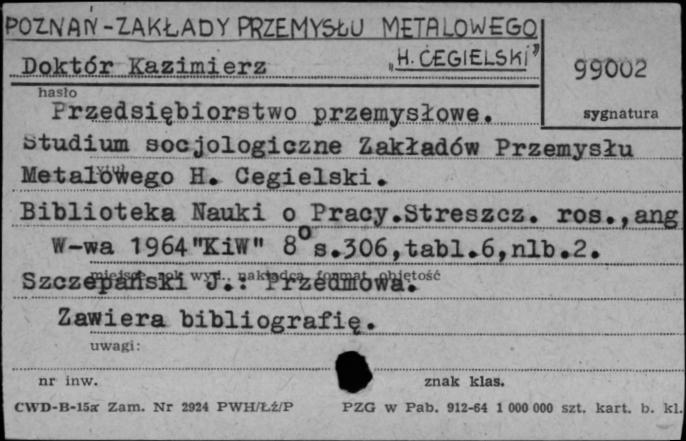 POZNAŃ-ZAKŁADY PRZEMYSŁU METALOWEGO
„H. CEGIELSKI”
Doktór Kazimierz
99002
hasło
sygnatura
Przedsiębiorstwo przemysłowe.
Studium socjologiczne Zakładów Przemysłu
Metalowego H. Cegielski.
Biblioteka Nauki o Pracy.Streszcz. ros.,ang
W-wa 1964"KiW" 8° s.306,tabl.6,nlb.2.
miejsce, rok wyd., nakładca, format, objętość
Szczepański J.: Przedmowa.
Zawiera bibliografię.
uwagi:
nr inw.
znak klas.
CWD-B-15a Zam. Nr 2924 PWH/Łź/P
PZG w Pab. 912-64 1 000 000 szt. kart. b. kl.